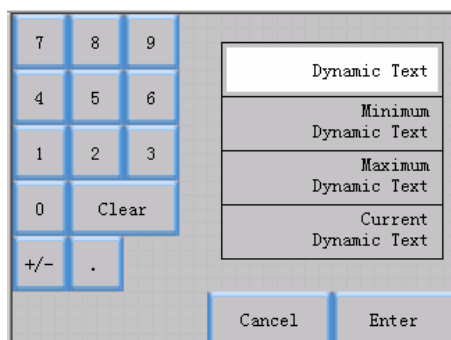 7 8 9
4 5 6
1 2 3
0 Clear
+/- .
Dynamic Text
Minimum
Dynamic Text
Maximum
Dynamic Text
Current
Dynamic Text
Cancel Enter